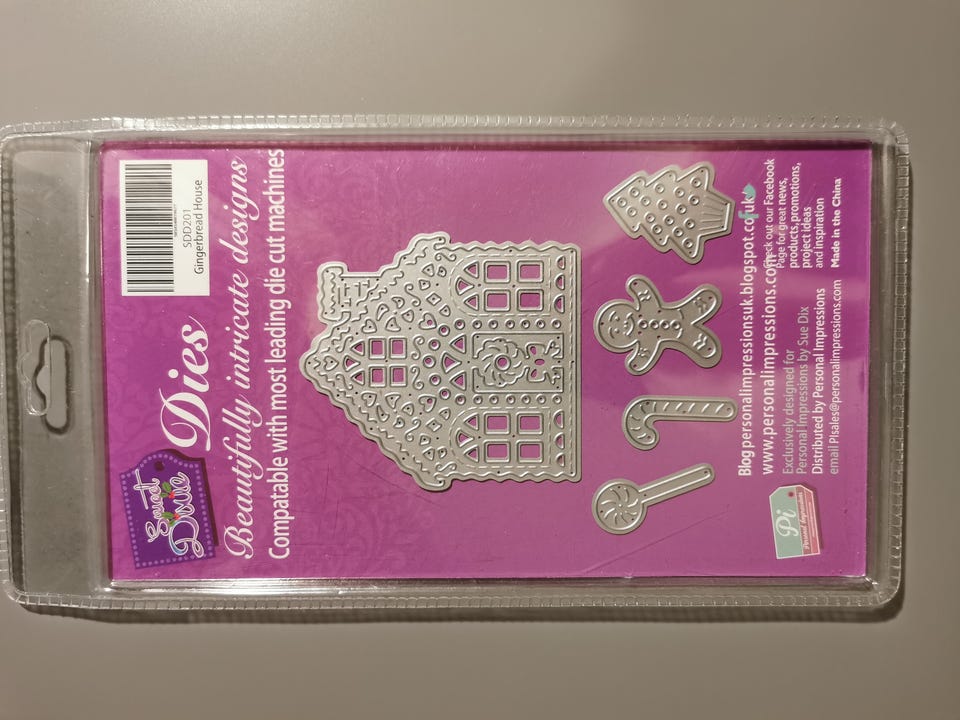 Sweet
Dixie
Dies
SDD201
Gingerbread House
Beautifully intricate designs
Compatable with most leading die cut machines
Blog personalimpressionsuk.blogspot.co.uk
www.personalimpressions.com
Exclusively designed for
Personal Impressions by Sue Dix
Distributed by Personal Impressions
email PIsales@personalimpressions.com
Check out our Facebook
Page for great news,
products, promotions,
project ideas
and inspiration
Made in the China
Pi
Personal Impressions